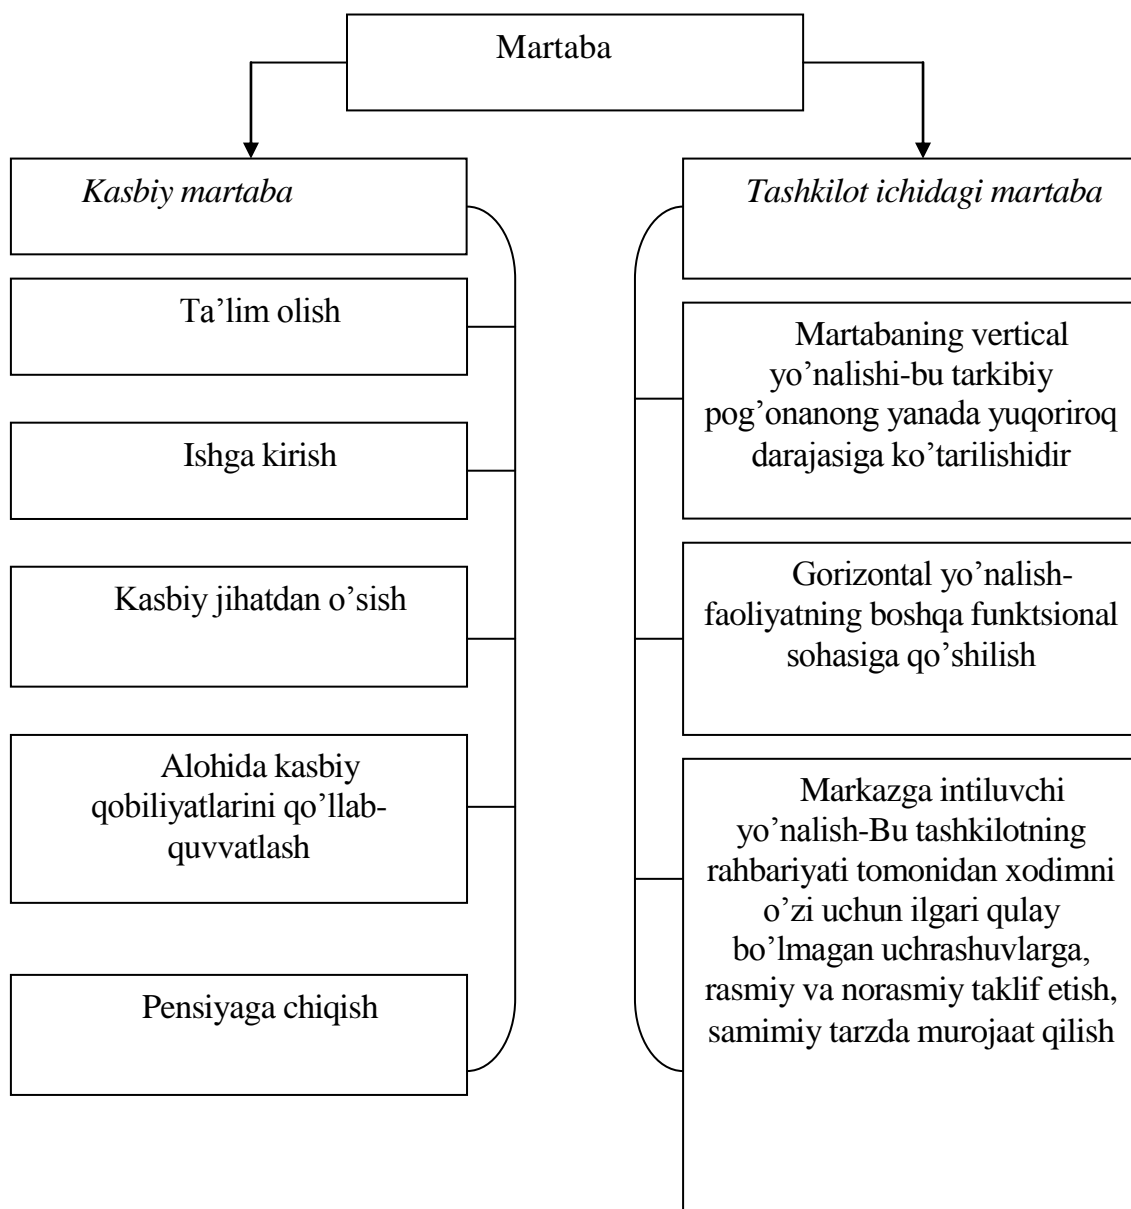 Martaba
Kasbiy martaba
Ta’lim olish
Ishga kirish
Kasbiy jihatdan o’sish
Alohida kasbiy
qobiliyatlarini qo’llab-
quvvatlash
Pensiyaga chiqish
Tashkilot ichidagi martaba
Martabaning vertical
yo’nalishi-bu tarkibiy
pog’onanong yanada yuqoriroq
darajasiga ko’tarilishidir
Gorizontal yo’nalish-
faoliyatning boshqa funktsional
sohasiga qo’shilish
Markazga intiluvchi
yo’nalish-Bu tashkilotning
rahbariyati tomonidan xodimni
o’zi uchun ilgari qulay
bo’lmagan uchrashuvlarga,
rasmiy va norasmiy taklif etish,
samimiy tarzda murojaat qilish